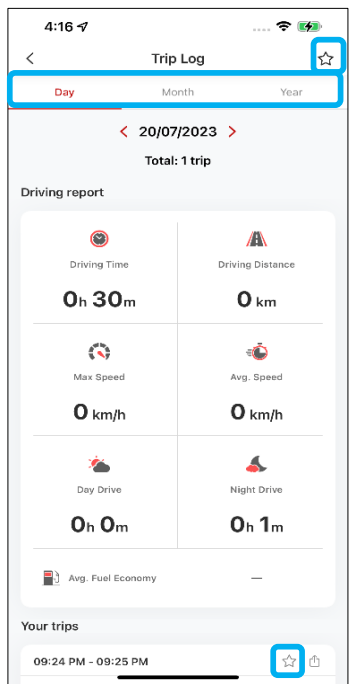 4:16
Trip Log
Day Month Year
20/07/2023
Total: 1 trip
Driving report
Driving Time Driving Distance
0h 30m 0 km
Max Speed Avg. Speed
0 km/h 0 km/h
Day Drive Night Drive
0h 0m 0h 1m
Avg. Fuel Economy —
Your trips
09:24 PM - 09:25 PM